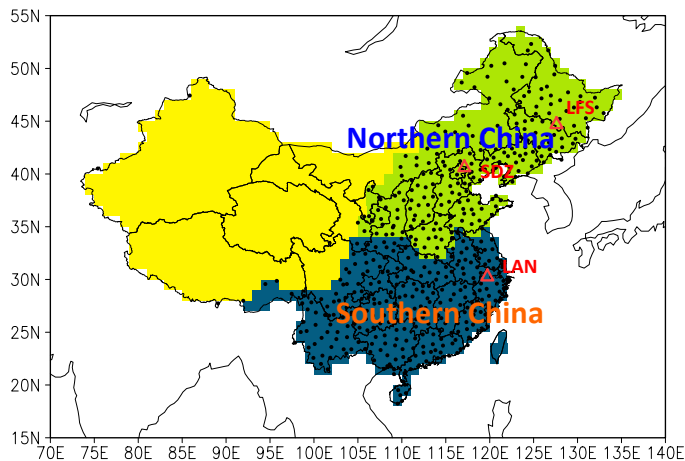 55N
50N
45N
40N
35N
30N
25N
20N
15N
LFS
Northern China
SDZ
LAN
Southern China
70E 75E 80E 85E 90E 95E 100E 105E 110E 115E 120E 125E 130E 135E 140E